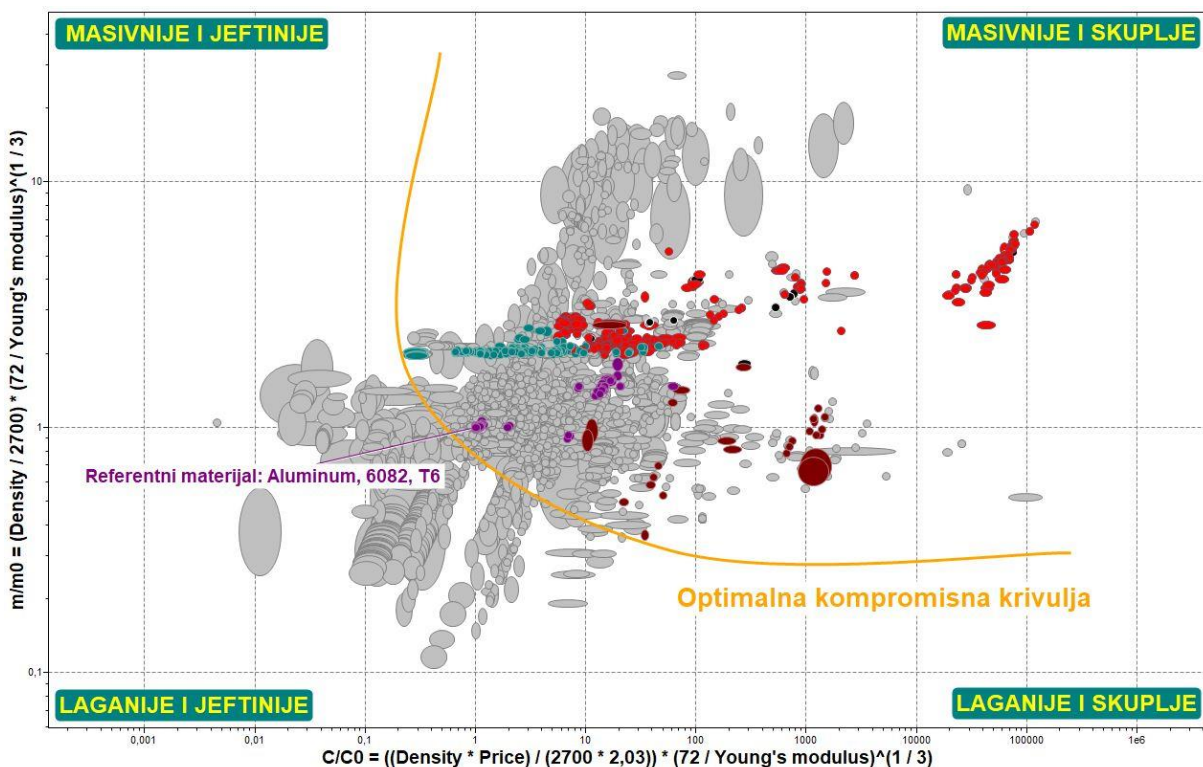 MASIVNIJE I JEFTINIJE
MASIVNIJE I SKUPLJE
10
1
0,1
m/m0 = (Density / 2700) * (72 / Young's modulus)^(1 / 3)
Referentni materijal: Aluminum, 6082, T6
Optimalna kompromisna krivulja
LAGANIJE I JEFTINIJE
LAGANIJE I SKUPLJE
0,001 0,01 0,1 1 10 100 1000 10000 100000 1e6
C/C0 = ((Density * Price) / (2700 * 2,03)) * (72 / Young's modulus)^(1 / 3)